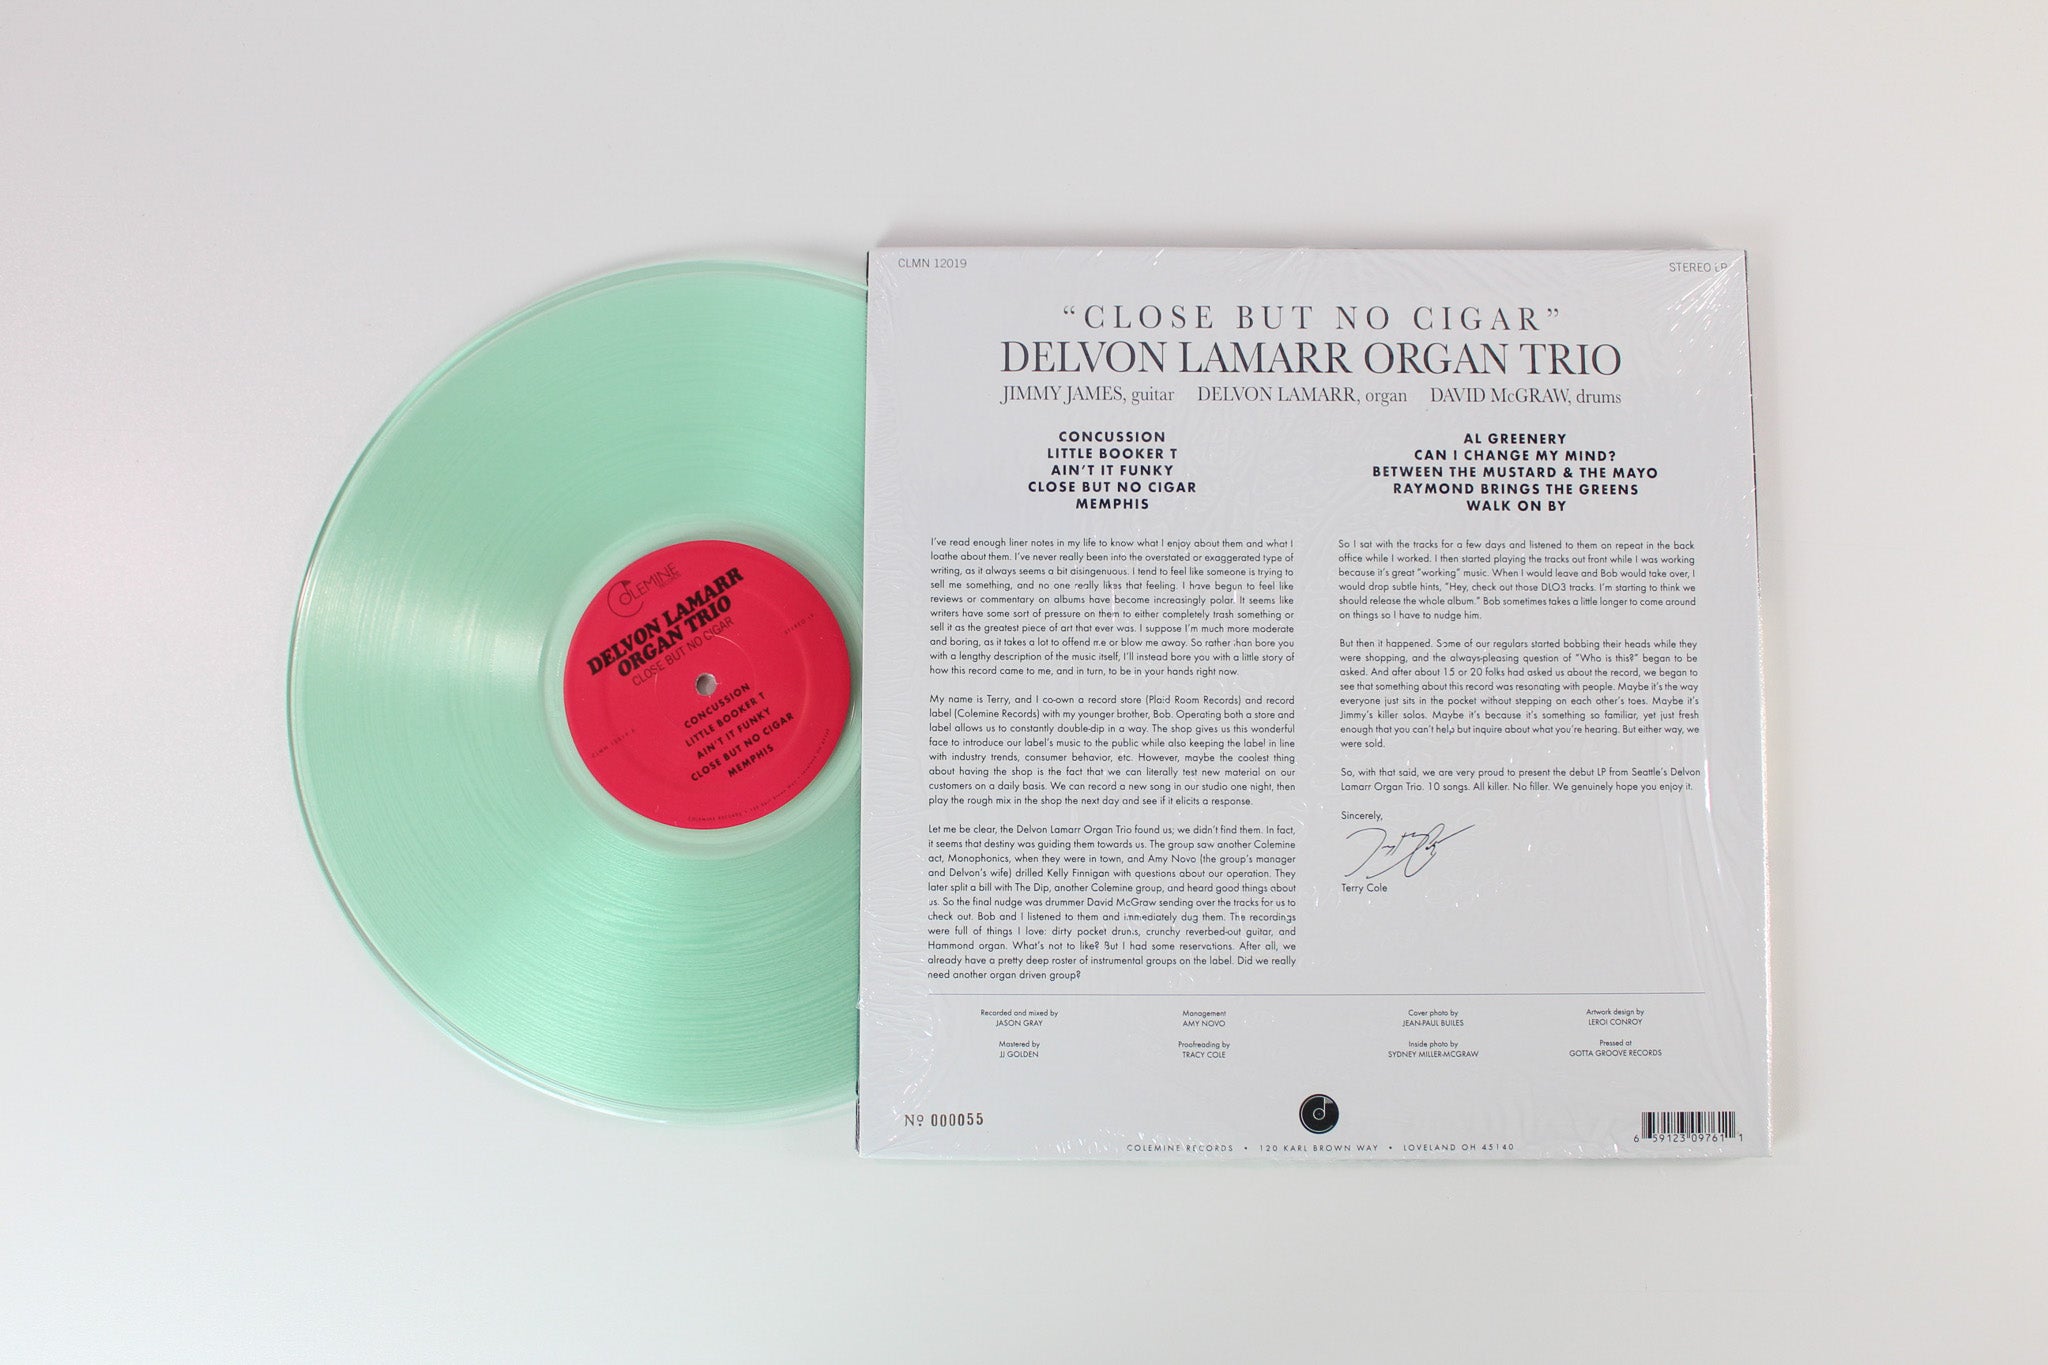 COLEMINE
RECORDS
DELVON LAMARR
ORGAN TRIO
CLOSE BUT NO CIGAR
STEREO LP
CONCUSSION
LITTLE BOOKER T
AIN'T IT FUNKY
CLOSE BUT NO CIGAR
MEMPHIS
CLMN 12019
STEREO LP
“CLOSE BUT NO CIGAR”
DELVON LAMARR ORGAN TRIO
JIMMY JAMES, guitar DELVON LAMARR, organ DAVID McGRAW, drums
CONCUSSION
LITTLE BOOKER T
AIN'T IT FUNKY
CLOSE BUT NO CIGAR
MEMPHIS
AL GREENERY
CAN I CHANGE MY MIND?
BETWEEN THE MUSTARD & THE MAYO
RAYMOND BRINGS THE GREENS
WALK ON BY
I've read enough liner notes in my life to know what I enjoy about them and what I
loathe about them. I've never really been into the overstated or exaggerated type of
writing, as it always seems a bit disingenuous. I tend to feel like someone is trying to
sell me something, and no one really likes that feeling. I have begun to feel like
reviews or commentary on albums have become increasingly polar. It seems like
writers have some sort of pressure on them to either completely trash something or
sell it as the greatest piece of art that ever was. I suppose I'm much more moderate
and boring, as it takes a lot to offend me or blow me away. So rather than bore you
with a lengthy description of the music itself, I'll instead bore you with a little story of
how this record came to me, and in turn, to be in your hands right now.
My name is Terry, and I co-own a record store (Plaid Room Records) and record
label (Colemine Records) with my younger brother, Bob. Operating both a store and
label allows us to constantly double-dip in a way. The shop gives us this wonderful
face to introduce our label's music to the public while also keeping the label in line
with industry trends, consumer behavior, etc. However, maybe the coolest thing
about having the shop is the fact that we can literally test new material on our
customers on a daily basis. We can record a new song in our studio one night, then
play the rough mix in the shop the next day and see if it elicits a response.
Let me be clear, the Delvon Lamarr Organ Trio found us; we didn't find them. In fact,
it seems that destiny was guiding them towards us. The group saw another Colemine
act, Monophonics, when they were in town, and Amy Novo (the group's manager
and Delvon's wife) drilled Kelly Finnigan with questions about our operation. They
later split a bill with The Dip, another Colemine group, and heard good things about
us. So the final nudge was drummer David McGraw sending over the tracks for us to
check out. Bob and I listened to them and immediately dug them. The recordings
were full of things I love: dirty pocket drums, crunchy reverbed-out guitar, and
Hammond organ. What's not to like? But I had some reservations. After all, we
already have a pretty deep roster of instrumental groups on the label. Did we really
need another organ driven group?
So I sat with the tracks for a few days and listened to them on repeat in the back
office while I worked. I then started playing the tracks out front while I was working
because it's great "working" music. When I would leave and Bob would take over, I
would drop subtle hints, "Hey, check out those DLO3 tracks. I'm starting to think we
should release the whole album." Bob sometimes takes a little longer to come around
on things so I have to nudge him.
But then it happened. Some of our regulars started bobbing their heads while they
were shopping, and the always-pleasing question of "Who is this?" began to be
asked. And after about 15 or 20 folks had asked us about the record, we began to
see that something about this record was resonating with people. Maybe it's the way
everyone just sits in the pocket without stepping on each other's toes. Maybe it's
Jimmy's killer solos. Maybe it's because it's something so familiar, yet just fresh
enough that you can't help but inquire about what you're hearing. But either way, we
were sold.
So, with that said, we are very proud to present the debut LP from Seattle's Delvon
Lamarr Organ Trio. 10 songs. All killer. No filler. We genuinely hope you enjoy it.
Sincerely,
Terry Cole
Recorded and mixed by
JASON GRAY
Mastered by
JJ GOLDEN
Management
AMY NOVO
Proofreading by
TRACY COLE
Cover photo by
JEAN-PAUL BUILES
Inside photo by
SYDNEY MILLER-MCGRAW
Artwork design by
LEROI CONROY
Pressed at
GOTTA GROOVE RECORDS
Nº 000055
COLEMINE RECORDS • 120 KARL BROWN WAY • LOVELAND OH 45140
6 59123 09761 1